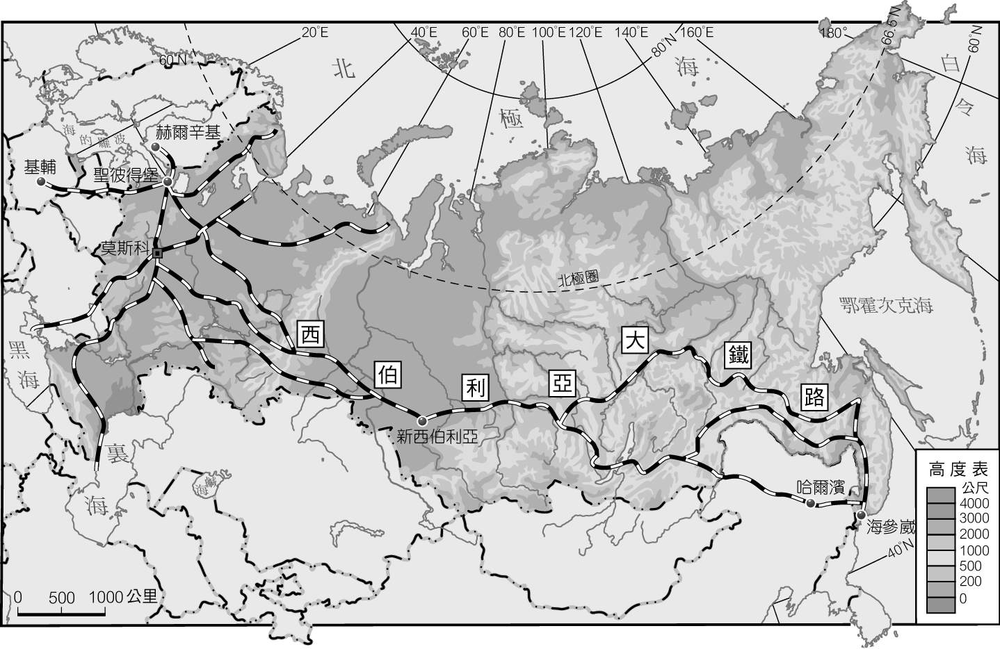 20°E
40°E
60°E
80°E
100°E
120°E
140°E
160°E
180°
66.5°N
60°N
80°N
60°N
北
極
海
白
令
海
海
的
羅
波
赫爾辛基
基輔
聖彼得堡
莫斯科
北極圈
鄂霍次克海
黑
海
西
伯
利
亞
大
鐵
路
新西伯利亞
裏
海
鹹
海
哈爾濱
海參崴
40°N
高度表
公尺
4000
3000
2000
1000
500
200
0
0 500 1000 公里